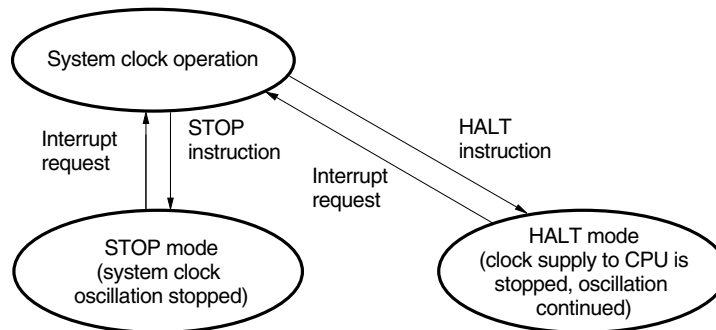 System clock operation
Interrupt
request
STOP
instruction
HALT
instruction
Interrupt
request
STOP mode
(system clock
oscillation stopped)
HALT mode
(clock supply to CPU is
stopped, oscillation
continued)